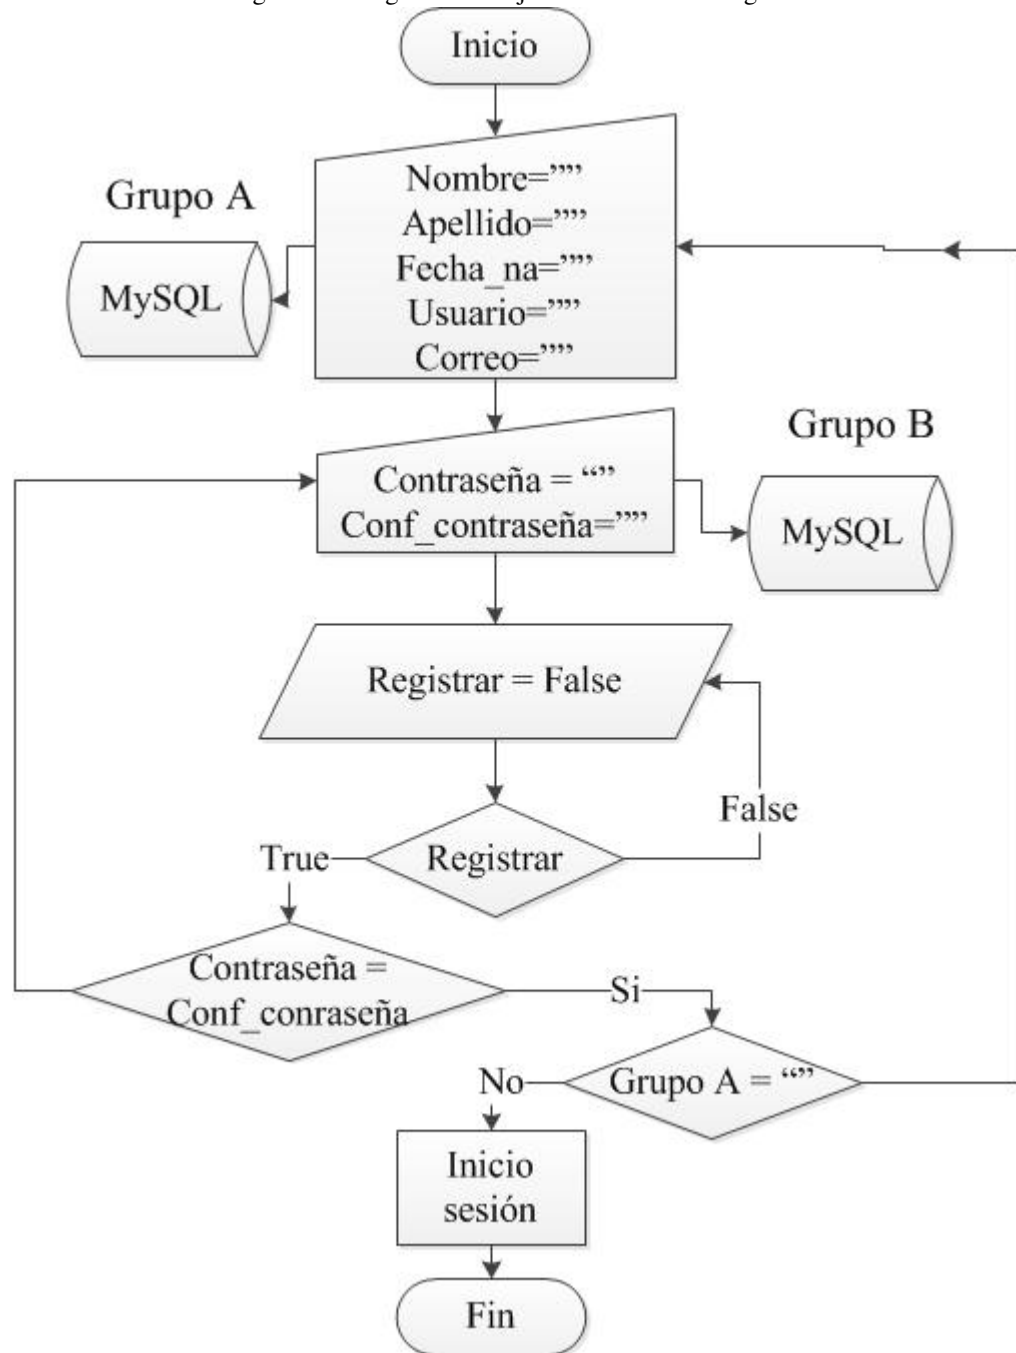 Inicio
Grupo A
MySQL
Nombre=””
Apellido=””
Fecha_na=””
Usuario=””
Correo=””
Grupo B
Contraseña = “”
Conf_contraseña=””
MySQL
Registrar = False
False
Registrar
True
Contraseña =
Conf_conraseña
Si
No
Grupo A = “”
Inicio
sesión
Fin